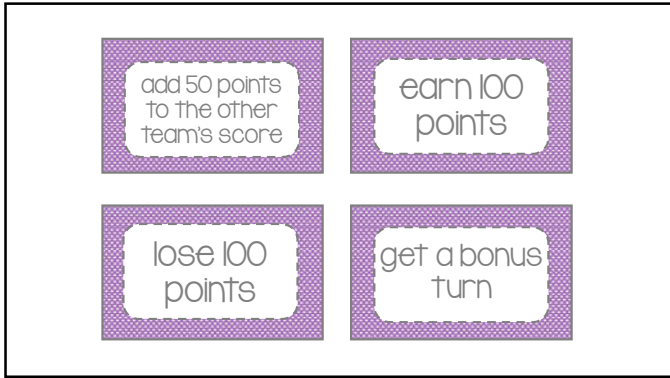 add 50 points
to the other
team's score
earn 100
points
lose 100
points
get a bonus
turn